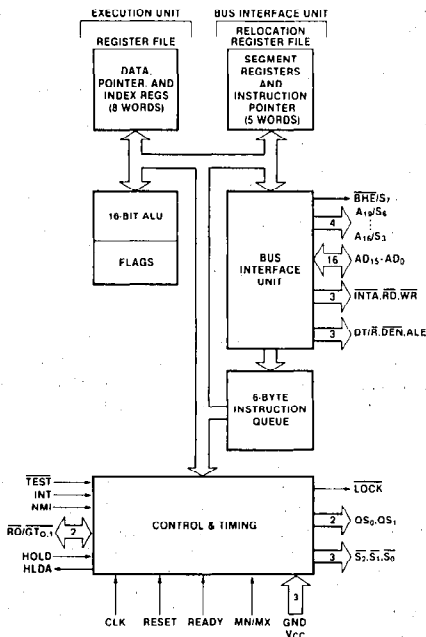 EXECUTION UNIT
BUS INTERFACE UNIT
REGISTER FILE
RELOCATION
REGISTER FILE
DATA,
POINTER, AND
INDEX REGS
(8 WORDS)
SEGMENT
REGISTERS
AND
INSTRUCTION
POINTER
(5 WORDS)
16-BIT ALU
FLAGS
BUS
INTERFACE
UNIT
BHE/S7
4
A19/S6
A16/S3
16
AD15-AD0
3
INTA, RD, WR
3
DT/R, DEN, ALE
6-BYTE
INSTRUCTION
QUEUE
TEST
INT
NMI
RQ/GT0,1
2
HOLD
HLDA
CONTROL & TIMING
LOCK
2
QS0, QS1
3
S2, S1, S0
CLK
RESET
READY
MN/MX
3
GND
VCC